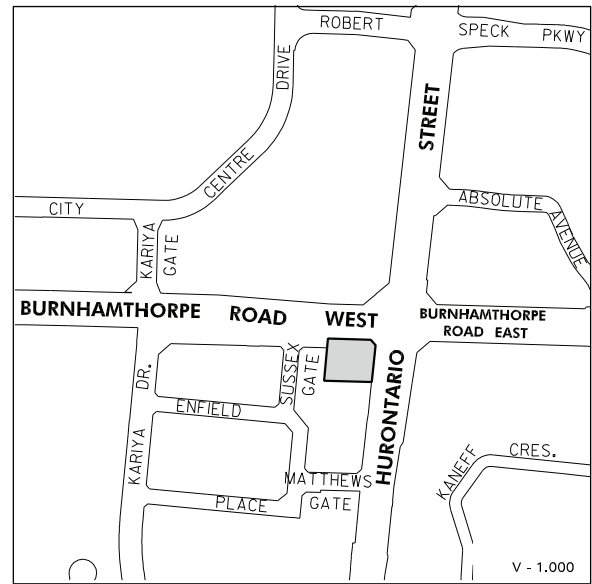 ROBERT SPECK PKWY
DRIVE
STREET
CENTRE
CITY
ABSOLUTE AVENUE
KARIYA GATE
BURNHAMTHORPE ROAD WEST
BURNHAMTHORPE
ROAD EAST
SUSSEX GATE
HURONTARIO
DR.
ENFIELD
KARIYA
CRES.
KANEFF
MATTHEWS
GATE
PLACE
V - 1.000